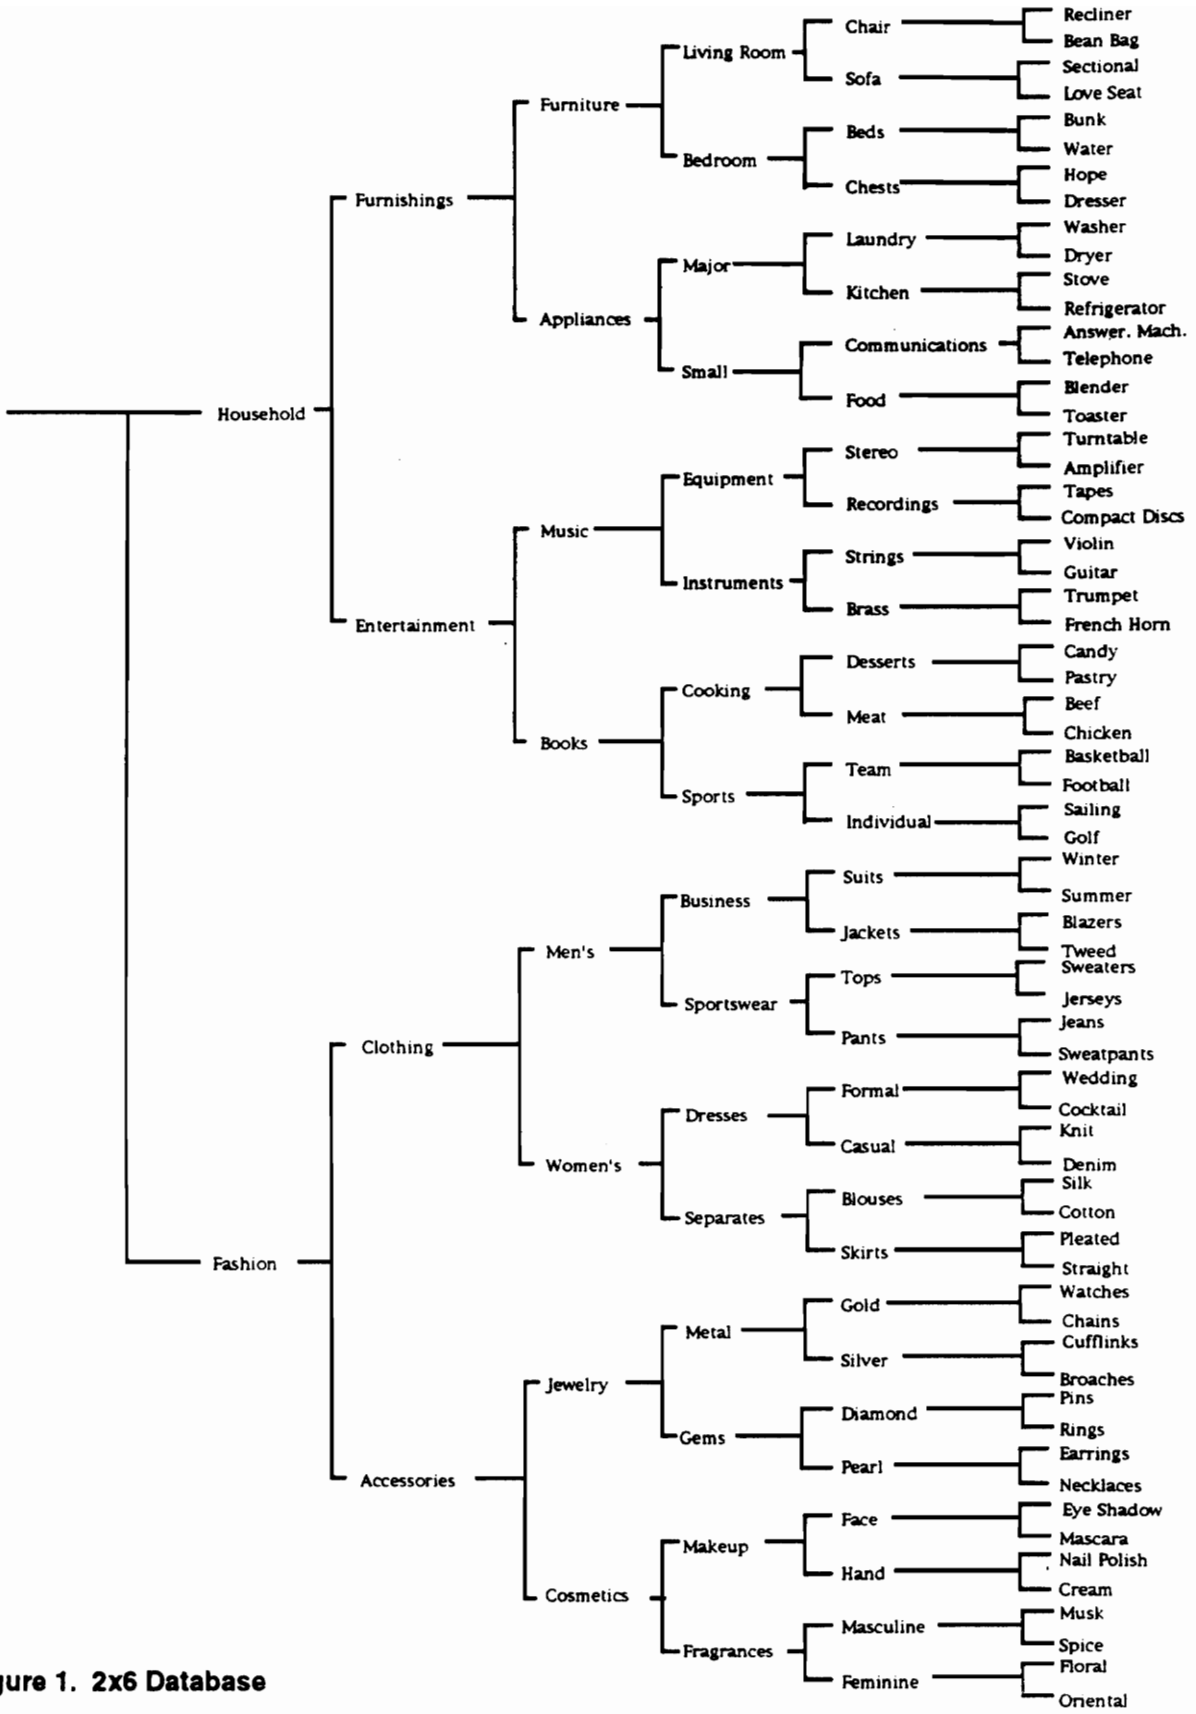 Recliner
Chair
Bean Bag
Living Room
Sectional
Sofa
Love Seat
Furniture
Bunk
Beds
Water
Bedroom
Hope
Chests
Dresser
Furnishings
Washer
Laundry
Dryer
Major
Stove
Kitchen
Refrigerator
Appliances
Answer. Mach.
Communications
Telephone
Small
Blender
Food
Toaster
Household
Turntable
Stereo
Amplifier
Equipment
Tapes
Recordings
Compact Discs
Music
Violin
Strings
Guitar
Instruments
Trumpet
Brass
French Horn
Entertainment
Candy
Desserts
Pastry
Cooking
Beef
Meat
Chicken
Books
Basketball
Team
Football
Sports
Sailing
Individual
Golf
Winter
Suits
Summer
Business
Blazers
Jackets
Tweed
Men's
Sweaters
Tops
Jerseys
Sportswear
Jeans
Pants
Sweatpants
Clothing
Wedding
Formal
Cocktail
Dresses
Knit
Casual
Denim
Women's
Silk
Blouses
Cotton
Separates
Pleated
Skirts
Straight
Fashion
Watches
Gold
Chains
Metal
Cufflinks
Silver
Broaches
Jewelry
Pins
Diamond
Rings
Gems
Earrings
Pearl
Necklaces
Accessories
Eye Shadow
Face
Mascara
Makeup
Nail Polish
Hand
Cream
Cosmetics
Musk
Masculine
Spice
Fragrances
Floral
Feminine
Oriental
gure 1. 2x6 Database